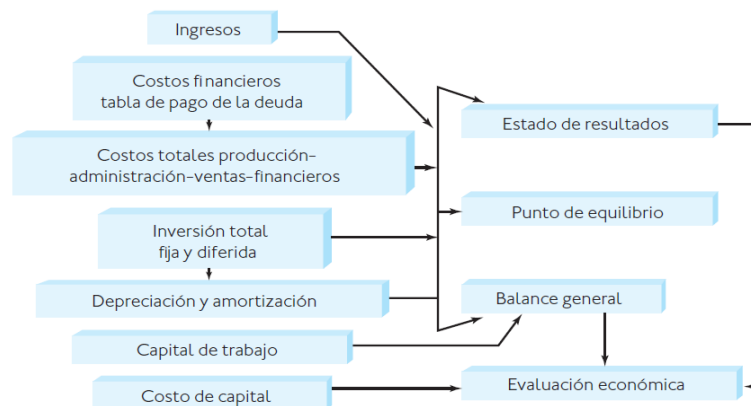 Ingresos
Costos financieros
tabla de pago de la deuda
Costos totales producción-
administración-ventas-financieros
Inversión total
fija y diferida
Depreciación y amortización
Capital de trabajo
Costo de capital
Estado de resultados
Punto de equilibrio
Balance general
Evaluación económica